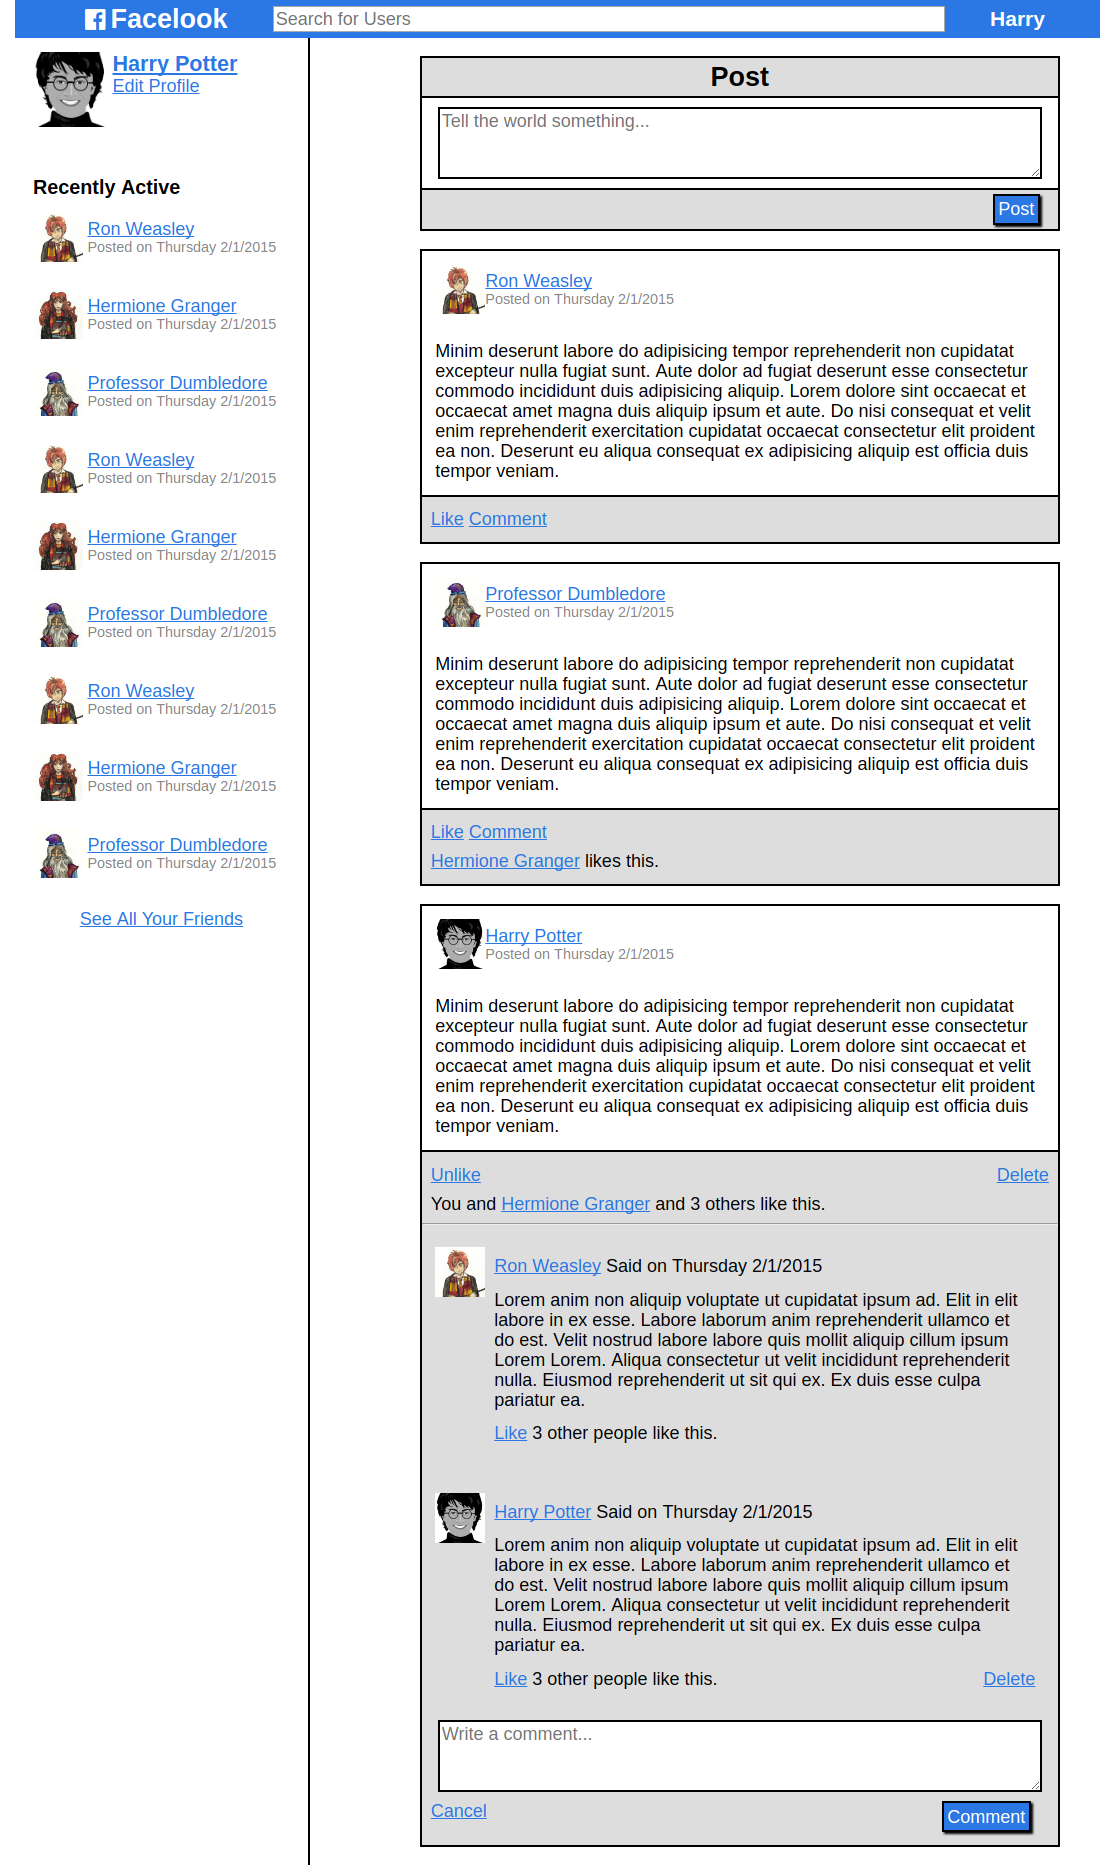 Facelook
Search for Users
Harry
Harry Potter
Edit Profile
Recently Active
Ron Weasley
Posted on Thursday 2/1/2015
Hermione Granger
Posted on Thursday 2/1/2015
Professor Dumbledore
Posted on Thursday 2/1/2015
Ron Weasley
Posted on Thursday 2/1/2015
Hermione Granger
Posted on Thursday 2/1/2015
Professor Dumbledore
Posted on Thursday 2/1/2015
Ron Weasley
Posted on Thursday 2/1/2015
Hermione Granger
Posted on Thursday 2/1/2015
Professor Dumbledore
Posted on Thursday 2/1/2015
See All Your Friends
Post
Tell the world something...
Post
Ron Weasley
Posted on Thursday 2/1/2015
Minim deserunt labore do adipisicing tempor reprehenderit non cupidatat
excepteur nulla fugiat sunt. Aute dolor ad fugiat deserunt esse consectetur
commodo incididunt duis adipisicing aliquip. Lorem dolore sint occaecat et
occaecat amet magna duis aliquip ipsum et aute. Do nisi consequat et velit
enim reprehenderit exercitation cupidatat occaecat consectetur elit proident
ea non. Deserunt eu aliqua consequat ex adipisicing aliquip est officia duis
tempor veniam.
Like Comment
Professor Dumbledore
Posted on Thursday 2/1/2015
Minim deserunt labore do adipisicing tempor reprehenderit non cupidatat
excepteur nulla fugiat sunt. Aute dolor ad fugiat deserunt esse consectetur
commodo incididunt duis adipisicing aliquip. Lorem dolore sint occaecat et
occaecat amet magna duis aliquip ipsum et aute. Do nisi consequat et velit
enim reprehenderit exercitation cupidatat occaecat consectetur elit proident
ea non. Deserunt eu aliqua consequat ex adipisicing aliquip est officia duis
tempor veniam.
Like Comment
Hermione Granger likes this.
Harry Potter
Posted on Thursday 2/1/2015
Minim deserunt labore do adipisicing tempor reprehenderit non cupidatat
excepteur nulla fugiat sunt. Aute dolor ad fugiat deserunt esse consectetur
commodo incididunt duis adipisicing aliquip. Lorem dolore sint occaecat et
occaecat amet magna duis aliquip ipsum et aute. Do nisi consequat et velit
enim reprehenderit exercitation cupidatat occaecat consectetur elit proident
ea non. Deserunt eu aliqua consequat ex adipisicing aliquip est officia duis
tempor veniam.
Unlike Delete
You and Hermione Granger and 3 others like this.
Ron Weasley Said on Thursday 2/1/2015
Lorem anim non aliquip voluptate ut cupidatat ipsum ad. Elit in elit
labore in ex esse. Labore laborum anim reprehenderit ullamco et
do est. Velit nostrud labore labore quis mollit aliquip cillum ipsum
Lorem Lorem. Aliqua consectetur ut velit incididunt reprehenderit
nulla. Eiusmod reprehenderit ut sit qui ex. Ex duis esse culpa
pariatur ea.
Like 3 other people like this.
Harry Potter Said on Thursday 2/1/2015
Lorem anim non aliquip voluptate ut cupidatat ipsum ad. Elit in elit
labore in ex esse. Labore laborum anim reprehenderit ullamco et
do est. Velit nostrud labore labore quis mollit aliquip cillum ipsum
Lorem Lorem. Aliqua consectetur ut velit incididunt reprehenderit
nulla. Eiusmod reprehenderit ut sit qui ex. Ex duis esse culpa
pariatur ea.
Like 3 other people like this. Delete
Write a comment...
Cancel Comment